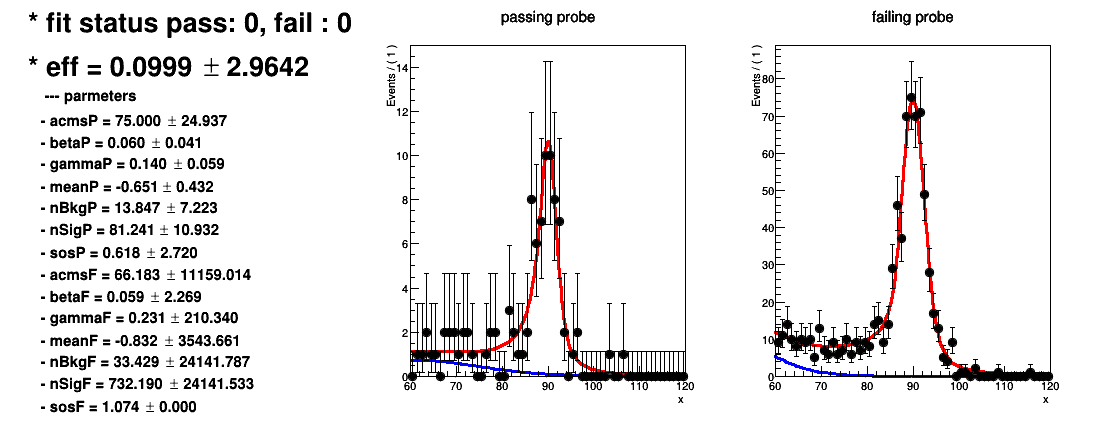 * fit status pass: 0, fail : 0
* eff = 0.0999 ± 2.9642
--- parmeters
- acmsP = 75.000 ± 24.937
- betaP = 0.060 ± 0.041
- gammaP = 0.140 ± 0.059
- meanP = -0.651 ± 0.432
- nBkgP = 13.847 ± 7.223
- nSigP = 81.241 ± 10.932
- sosP = 0.618 ± 2.720
- acmsF = 66.183 ± 11159.014
- betaF = 0.059 ± 2.269
- gammaF = 0.231 ± 210.340
- meanF = -0.832 ± 3543.661
- nBkgF = 33.429 ± 24141.787
- nSigF = 732.190 ± 24141.533
- sosF = 1.074 ± 0.000
passing probe
Events / ( 1 )
14
12
10
8
6
4
2
0
60 70 80 90 100 110 120
x
failing probe
Events / ( 1 )
80
70
60
50
40
30
20
10
0
60 70 80 90 100 110 120
x